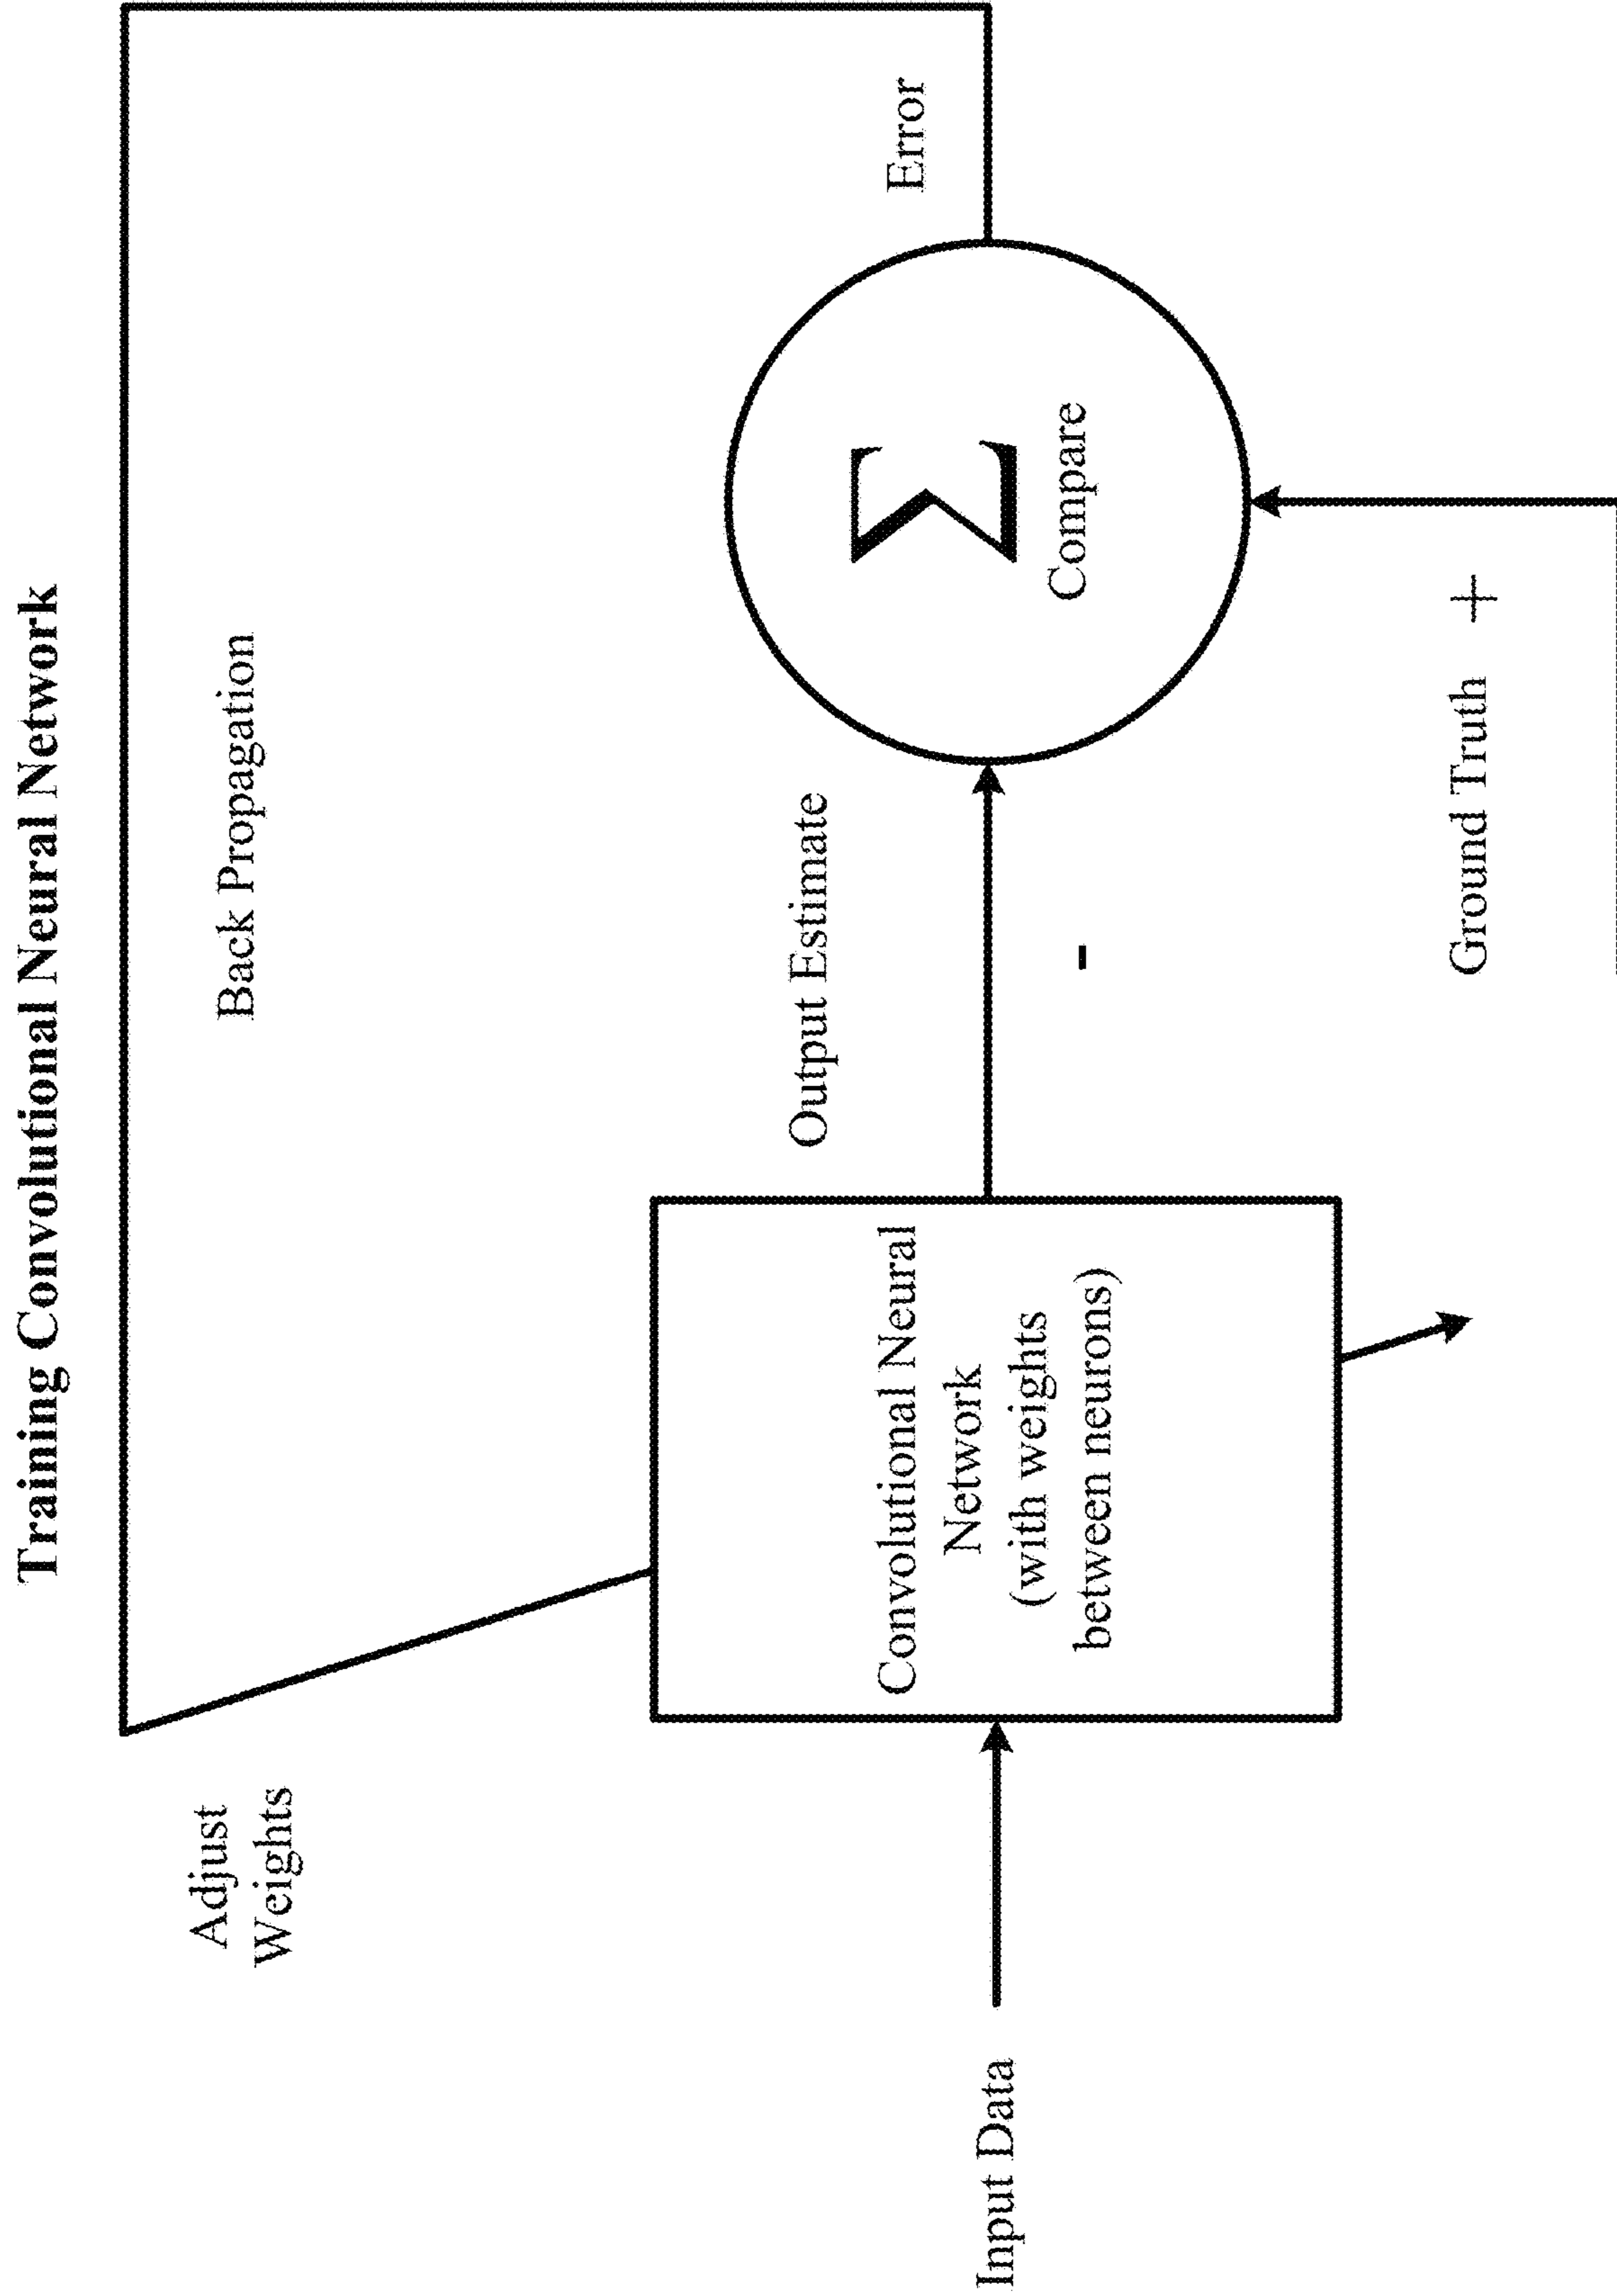 Training Convolutional Neural Network
Back Propagation
Adjust
Weights
Error
Output Estimate
Input Data
Convolutional Neural
Network
(with weights
between neurons)
Σ
Compare
-
Ground Truth +